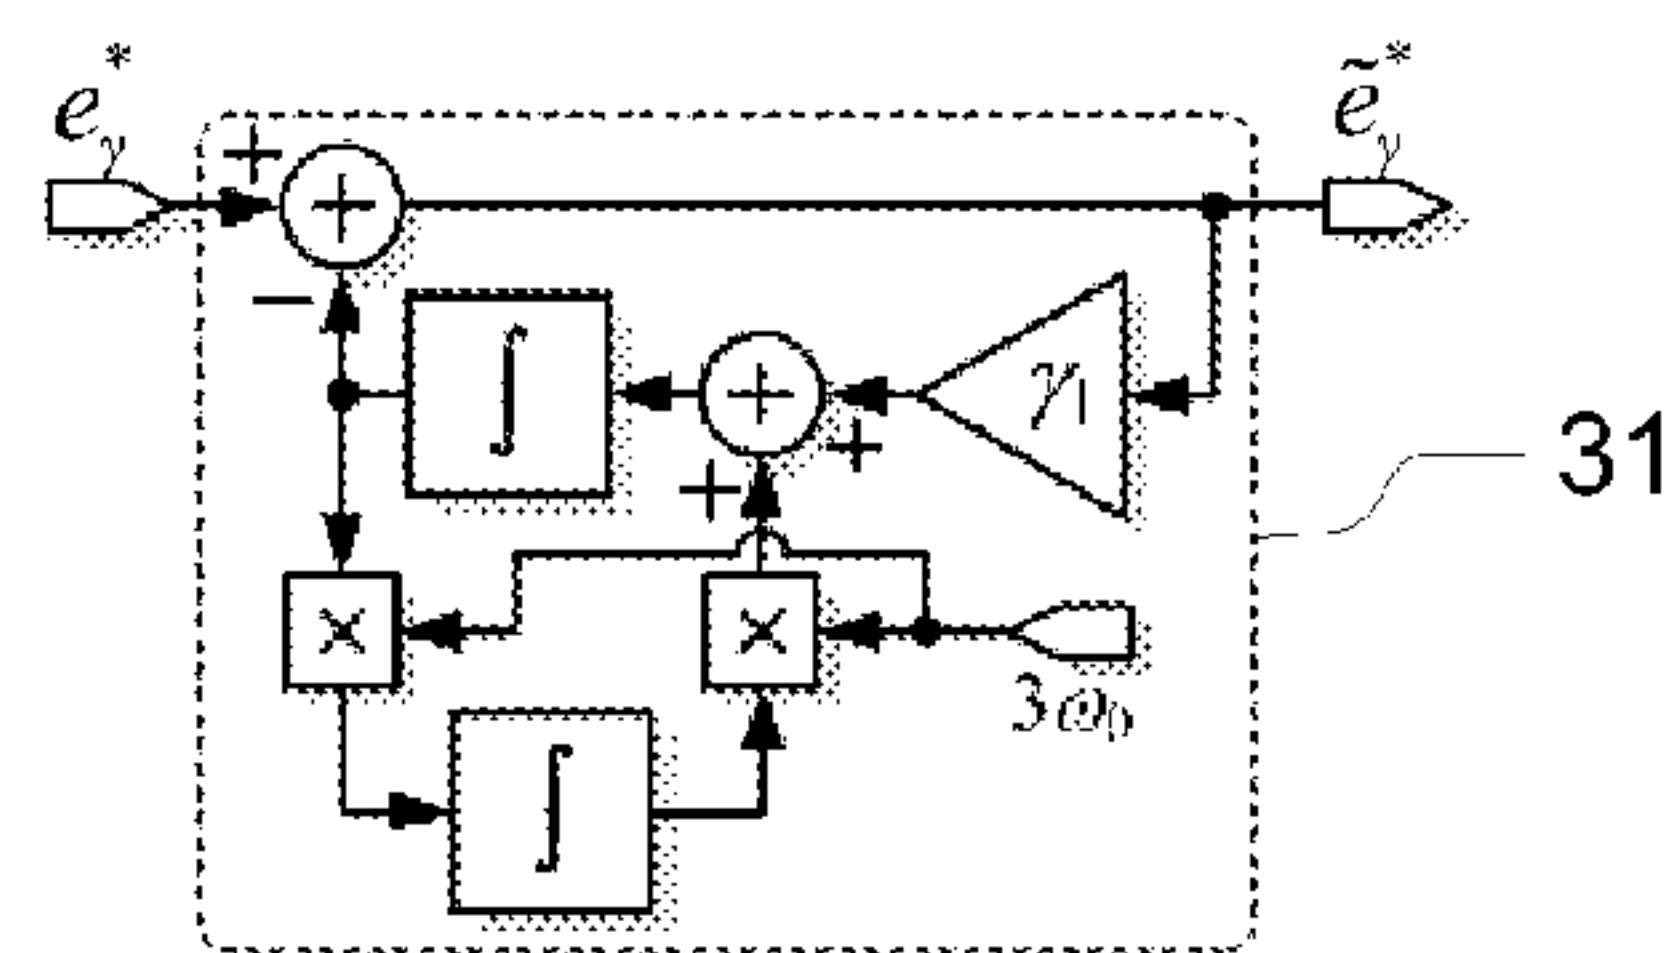 e*γ ẽ*γ
+
+
−
∫ + γ1
+
+
31
× ×
3ω0
∫